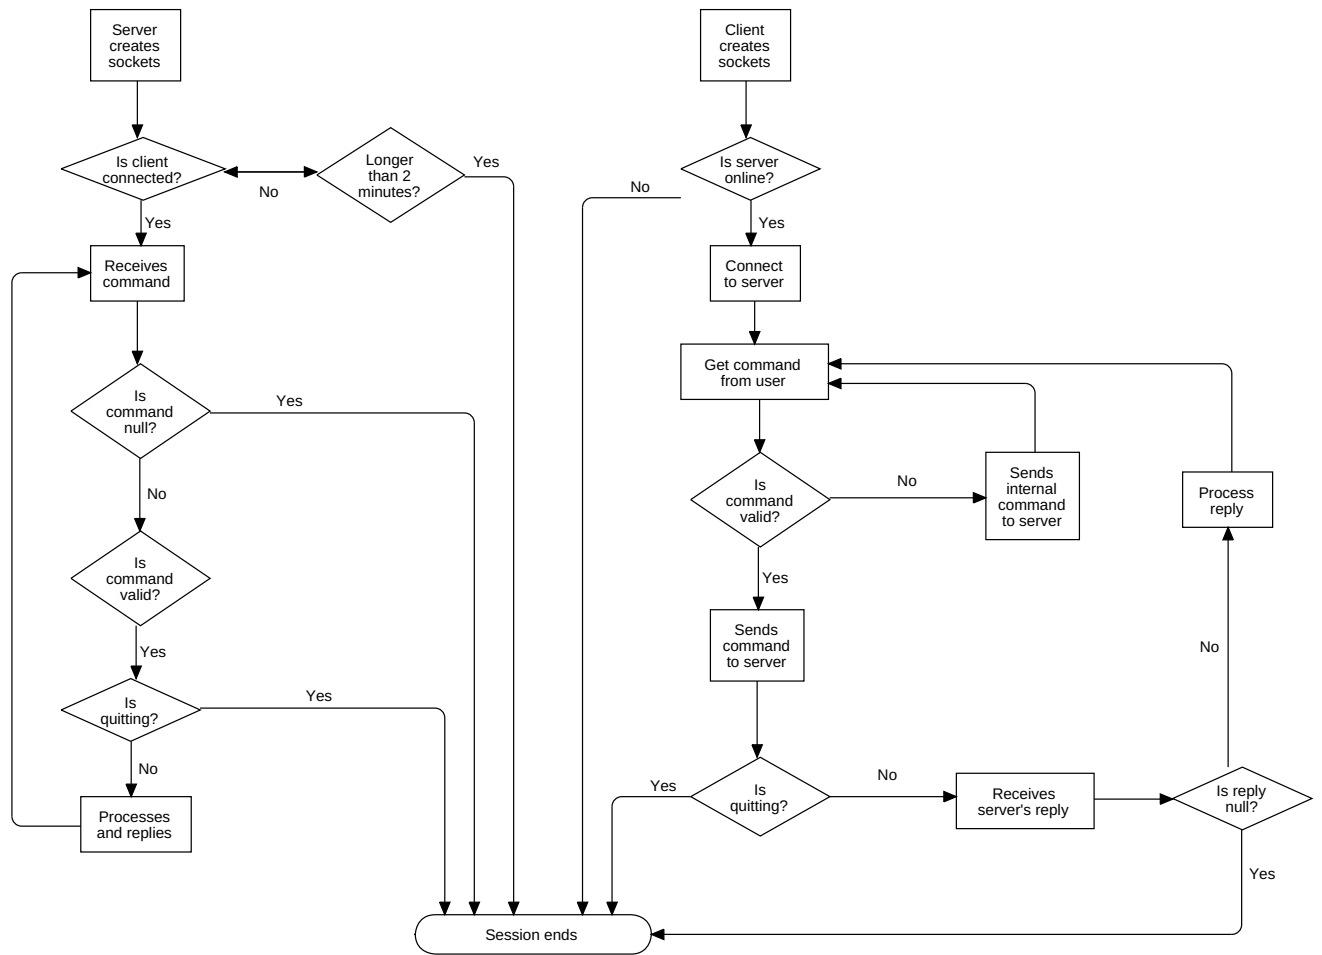 Server
creates
sockets
Client
creates
sockets
Is client
connected?
No
Longer
than 2
minutes?
Yes
Is server
online?
No
Yes
Yes
Receives
command
Connect
to server
Get command
from user
Is
command
null?
Yes
No
Is
command
valid?
No
Sends
internal
command
to server
Process
reply
Is
command
valid?
Yes
Yes
Sends
command
to server
No
Is
quitting?
Yes
No
Processes
and replies
Is
quitting?
Yes
No
Receives
server's reply
Is reply
null?
Yes
Session ends